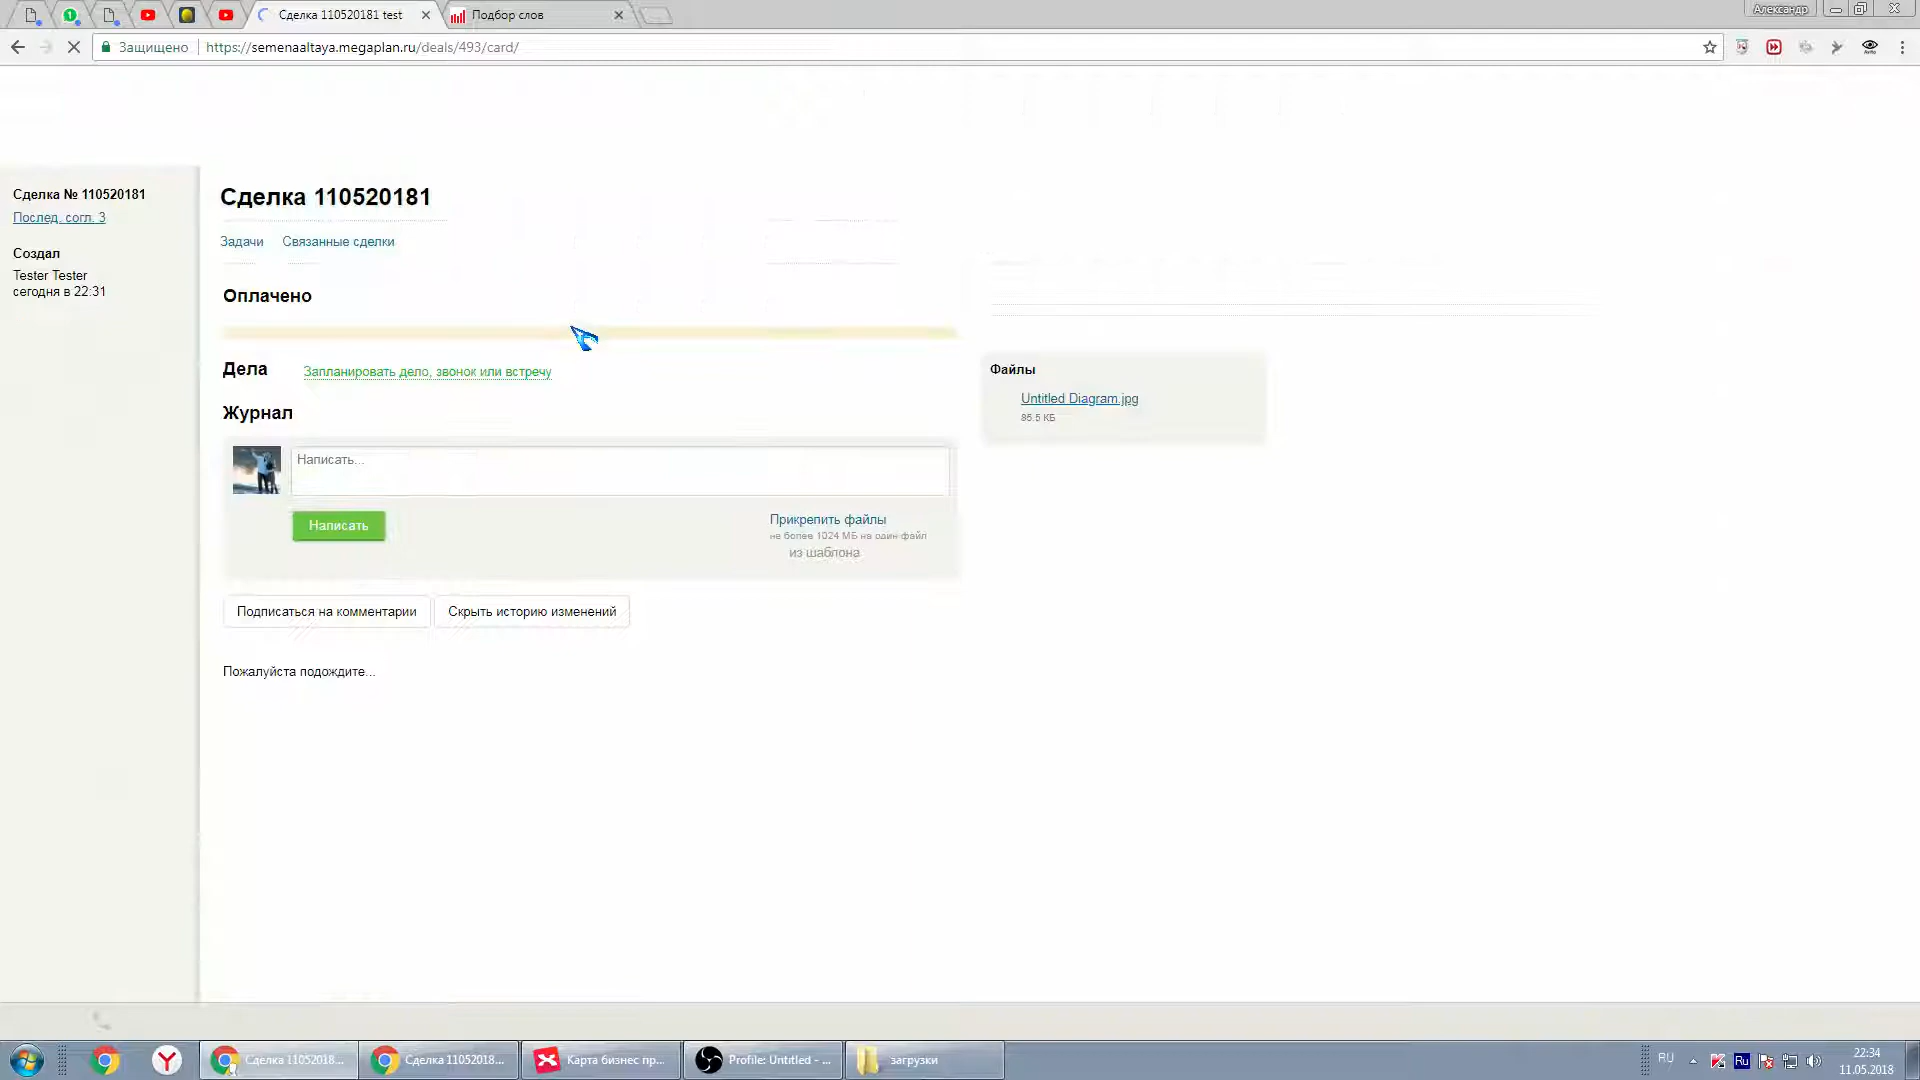 Сделка 110520181 test
Подбор слов
Александр
Защищено
https://semenaaltaya.megaplan.ru/deals/493/card/
Сделка № 110520181
Послед. согл. 3
Создал
Tester Tester
сегодня в 22:31
Сделка 110520181
Задачи
Связанные сделки
Оплачено
Дела
Запланировать дело, звонок или встречу
Журнал
Написать...
Написать
Прикрепить файлы
не более 1024 МБ на один файл
из шаблона
Подписаться на комментарии
Скрыть историю изменений
Пожалуйста подождите...
Файлы
Untitled Diagram.jpg
Сделка 11052018...
Сделка 11052018...
Карта бизнес пр...
Profile: Untitled - ...
загрузки
RU
Ru
22:34
11.05.2018